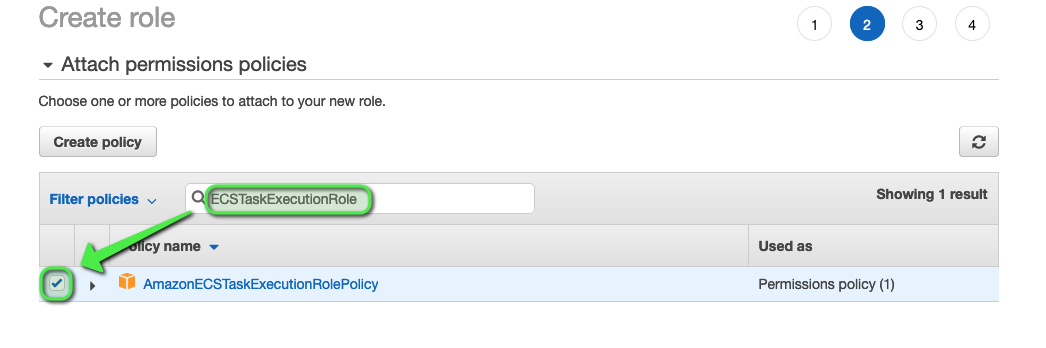 Create role
1 2 3 4
Attach permissions policies
Choose one or more policies to attach to your new role.
Create policy
Filter policies
ECSTaskExecutionRole
Showing 1 result
Policy name
Used as
AmazonECSTaskExecutionRolePolicy
Permissions policy (1)